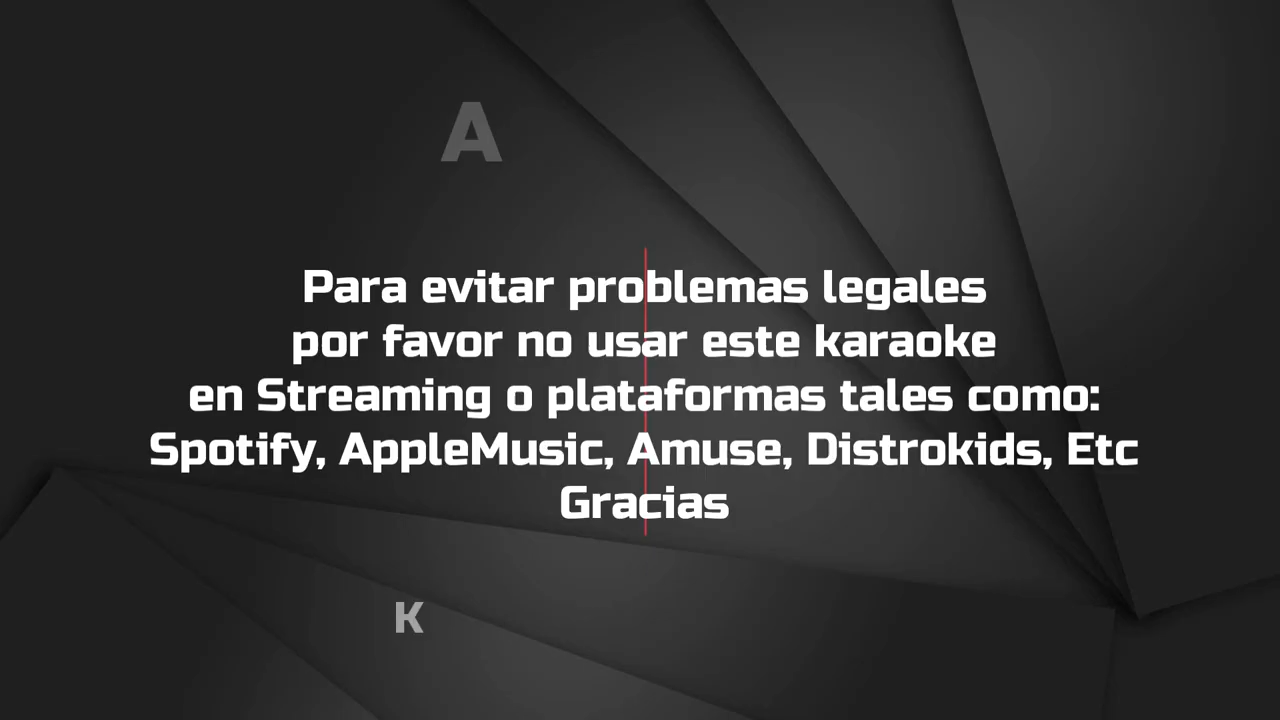 A
Para evitar problemas legales
por favor no usar este karaoke
en Streaming o plataformas tales como:
Spotify, AppleMusic, Amuse, Distrokids, Etc
Gracias
K